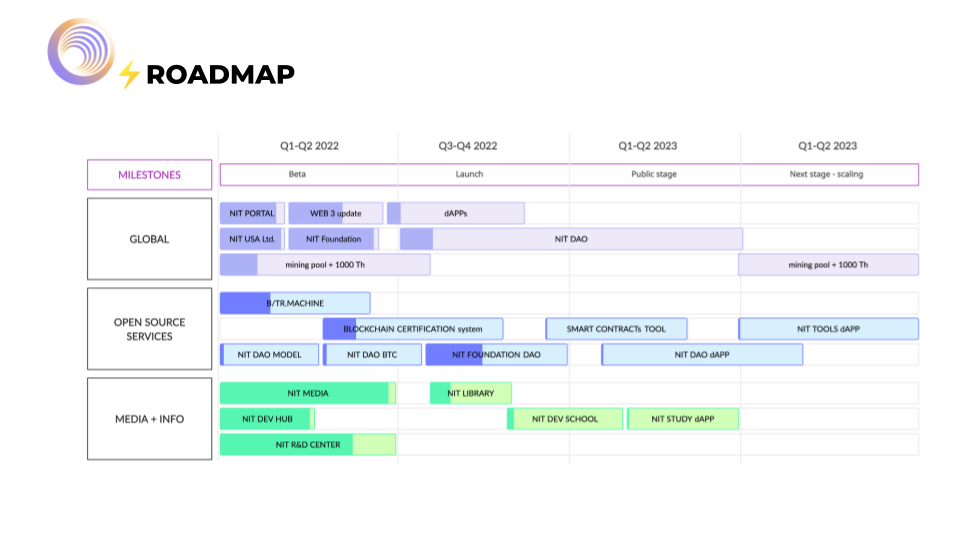 ⚡ROADMAP
Q1-Q2 2022 Q3-Q4 2022 Q1-Q2 2023 Q1-Q2 2023
MILESTONES Beta Launch Public stage Next stage - scaling
GLOBAL
NIT PORTAL WEB 3 update dAPPs
NIT USA Ltd. NIT Foundation NIT DAO
mining pool + 1000 Th mining pool + 1000 Th
OPEN SOURCE
SERVICES
B/TR.MACHINE
BLOCKCHAIN CERTIFICATION system SMART CONTRACTs TOOL NIT TOOLS dAPP
NIT DAO MODEL NIT DAO BTC NIT FOUNDATION DAO NIT DAO dAPP
MEDIA + INFO
NIT MEDIA NIT LIBRARY
NIT DEV HUB NIT DEV SCHOOL NIT STUDY dAPP
NIT R&D CENTER